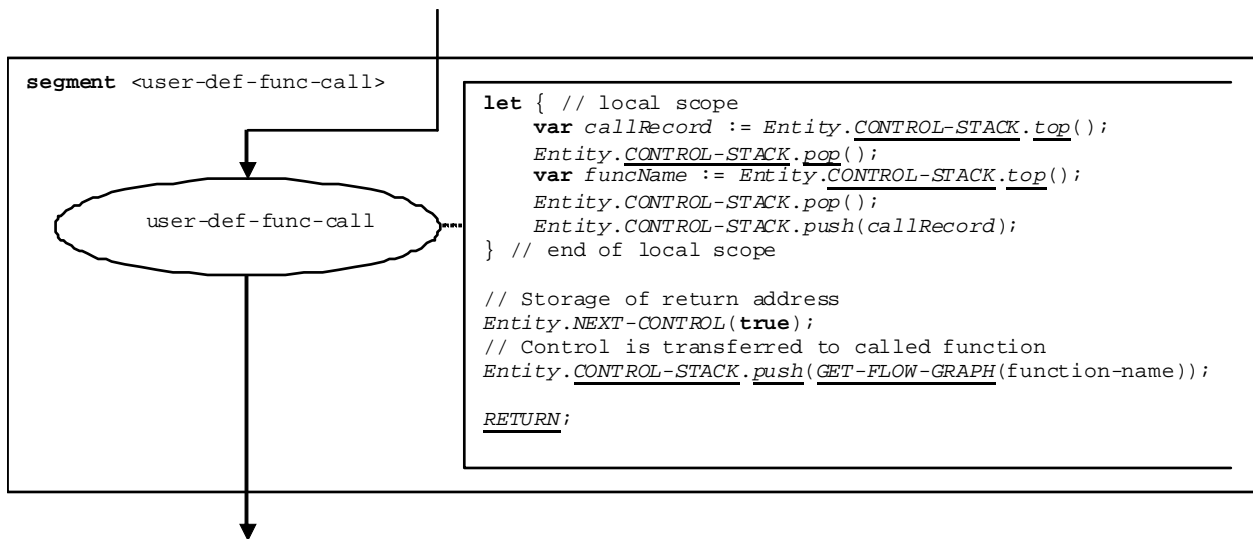 segment <user-def-func-call>
user-def-func-call
let { // local scope
var callRecord := Entity.CONTROL-STACK.top();
Entity.CONTROL-STACK.pop();
var funcName := Entity.CONTROL-STACK.top();
Entity.CONTROL-STACK.pop();
Entity.CONTROL-STACK.push(callRecord);
} // end of local scope
// Storage of return address
Entity.NEXT-CONTROL(true);
// Control is transferred to called function
Entity.CONTROL-STACK.push(GET-FLOW-GRAPH(function-name));
RETURN;